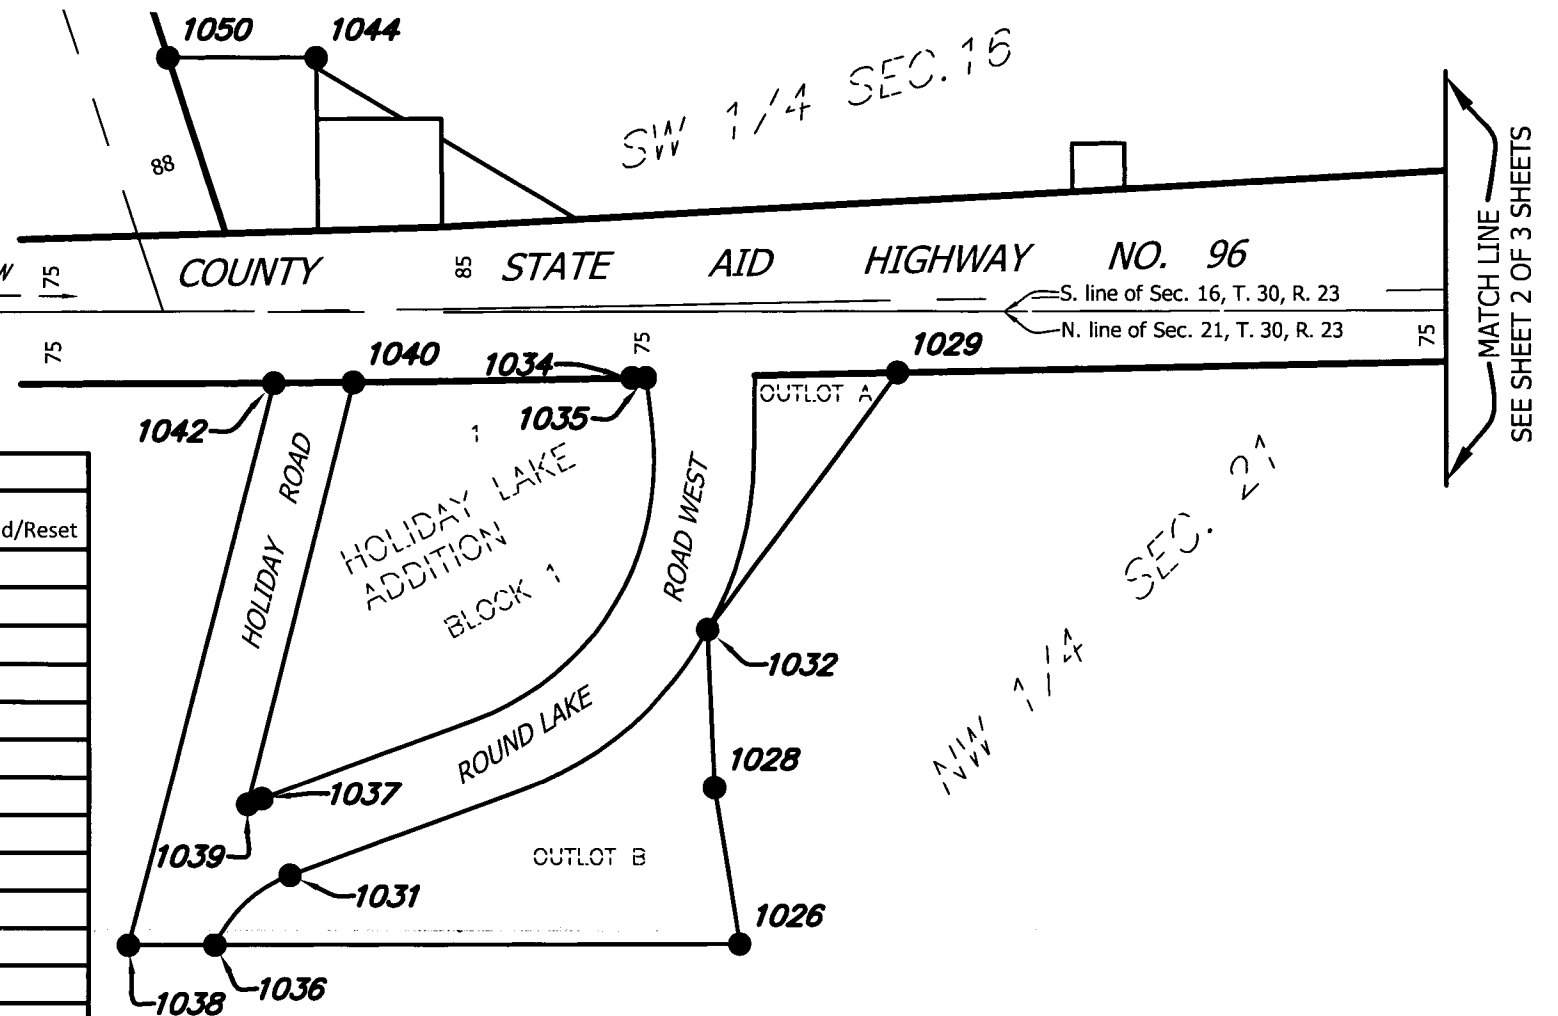 1050
1044
SW 1/4 SEC.16
88
W
75
COUNTY STATE AID HIGHWAY NO. 96
85
S. line of Sec. 16, T. 30, R. 23
N. line of Sec. 21, T. 30, R. 23
75
75
75
MATCH LINE
SEE SHEET 2 OF 3 SHEETS
1040
1034
1029
1042
1035
OUTLOT A
1
HOLIDAY ROAD
HOLIDAY LAKE
ADDITION
BLOCK 1
ROAD WEST
NW 1/4 SEC. 21
d/Reset
1032
ROUND LAKE
1028
1037
1039
OUTLOT B
1031
1026
1036
1038